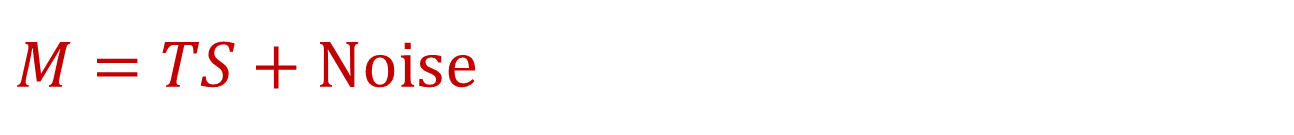 M = TS + Noise